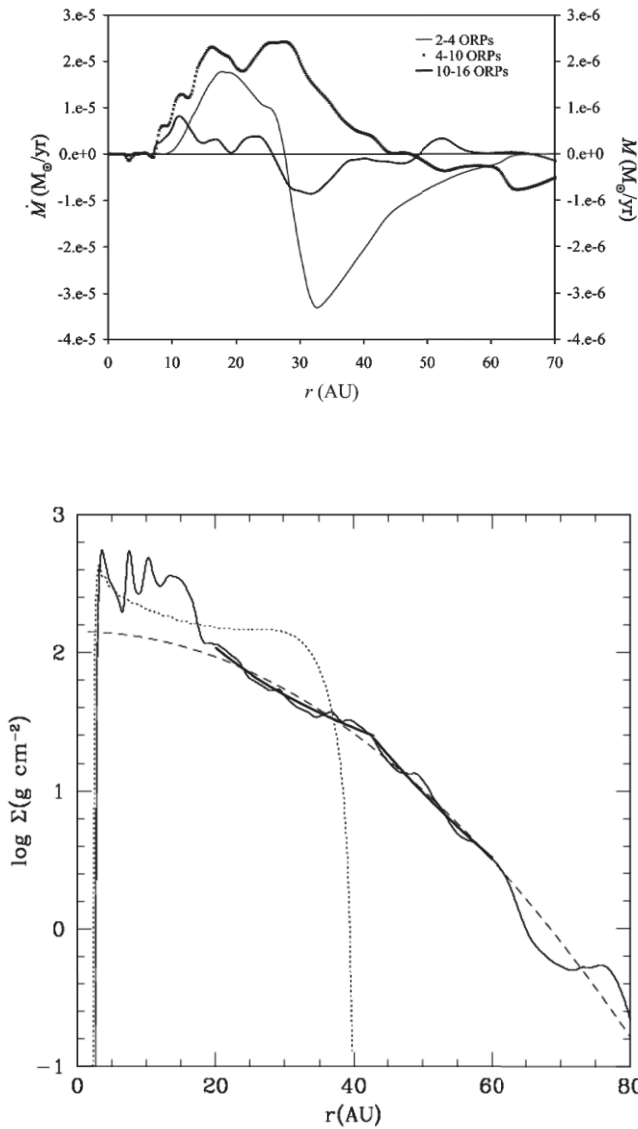 3.e-5
2.e-5
1.e-5
0.e+0
-1.e-5
-2.e-5
-3.e-5
-4.e-5
Ṁ (M⊙/yr)
2-4 ORPs
4-10 ORPs
10-16 ORPs
3.e-6
2.e-6
1.e-6
0.e+0
-1.e-6
-2.e-6
-3.e-6
-4.e-6
Ṁ (M⊙/yr)
0 10 20 30 40 50 60 70
r (AU)
3
2
1
0
−1
log Σ(g cm⁻²)
0 20 40 60 80
r(AU)